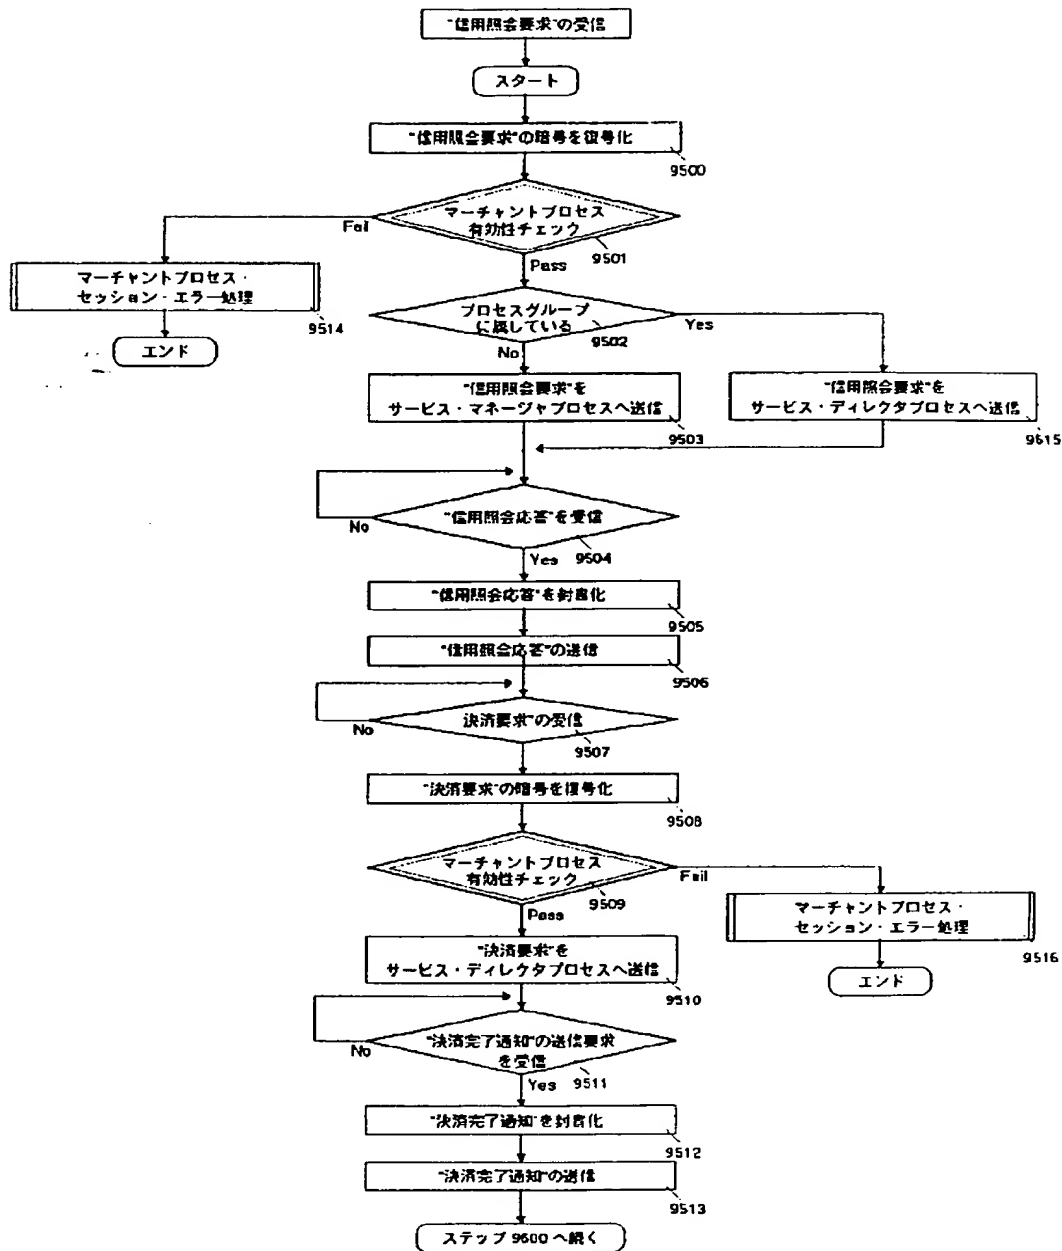 "信用照会要求"の受信
スタート
"信用照会要求"の暗号を復号化
9500
マーチャントプロセス
有効性チェック
9501
Fail
Pass
マーチャントプロセス・
セッション・エラー処理
9514
エンド
プロセスグループ
に属している
9502
Yes
No
"信用照会要求"を
サービス・マネージャプロセスへ送信
9503
"信用照会要求"を
サービス・ディレクタプロセスへ送信
9615
"信用照会応答"を受信
No
9504
Yes
"信用照会応答"を封書化
9505
"信用照会応答"の送信
9506
決済要求"の受信
No
9507
"決済要求"の暗号を復号化
9508
マーチャントプロセス
有効性チェック
9509
Fail
Pass
マーチャントプロセス・
セッション・エラー処理
9516
エンド
"決済要求"を
サービス・ディレクタプロセスへ送信
9510
"決済完了通知"の送信要求
を受信
No
9511
Yes
"決済完了通知"を封書化
9512
"決済完了通知"の送信
9513
ステップ 9600 へ続く